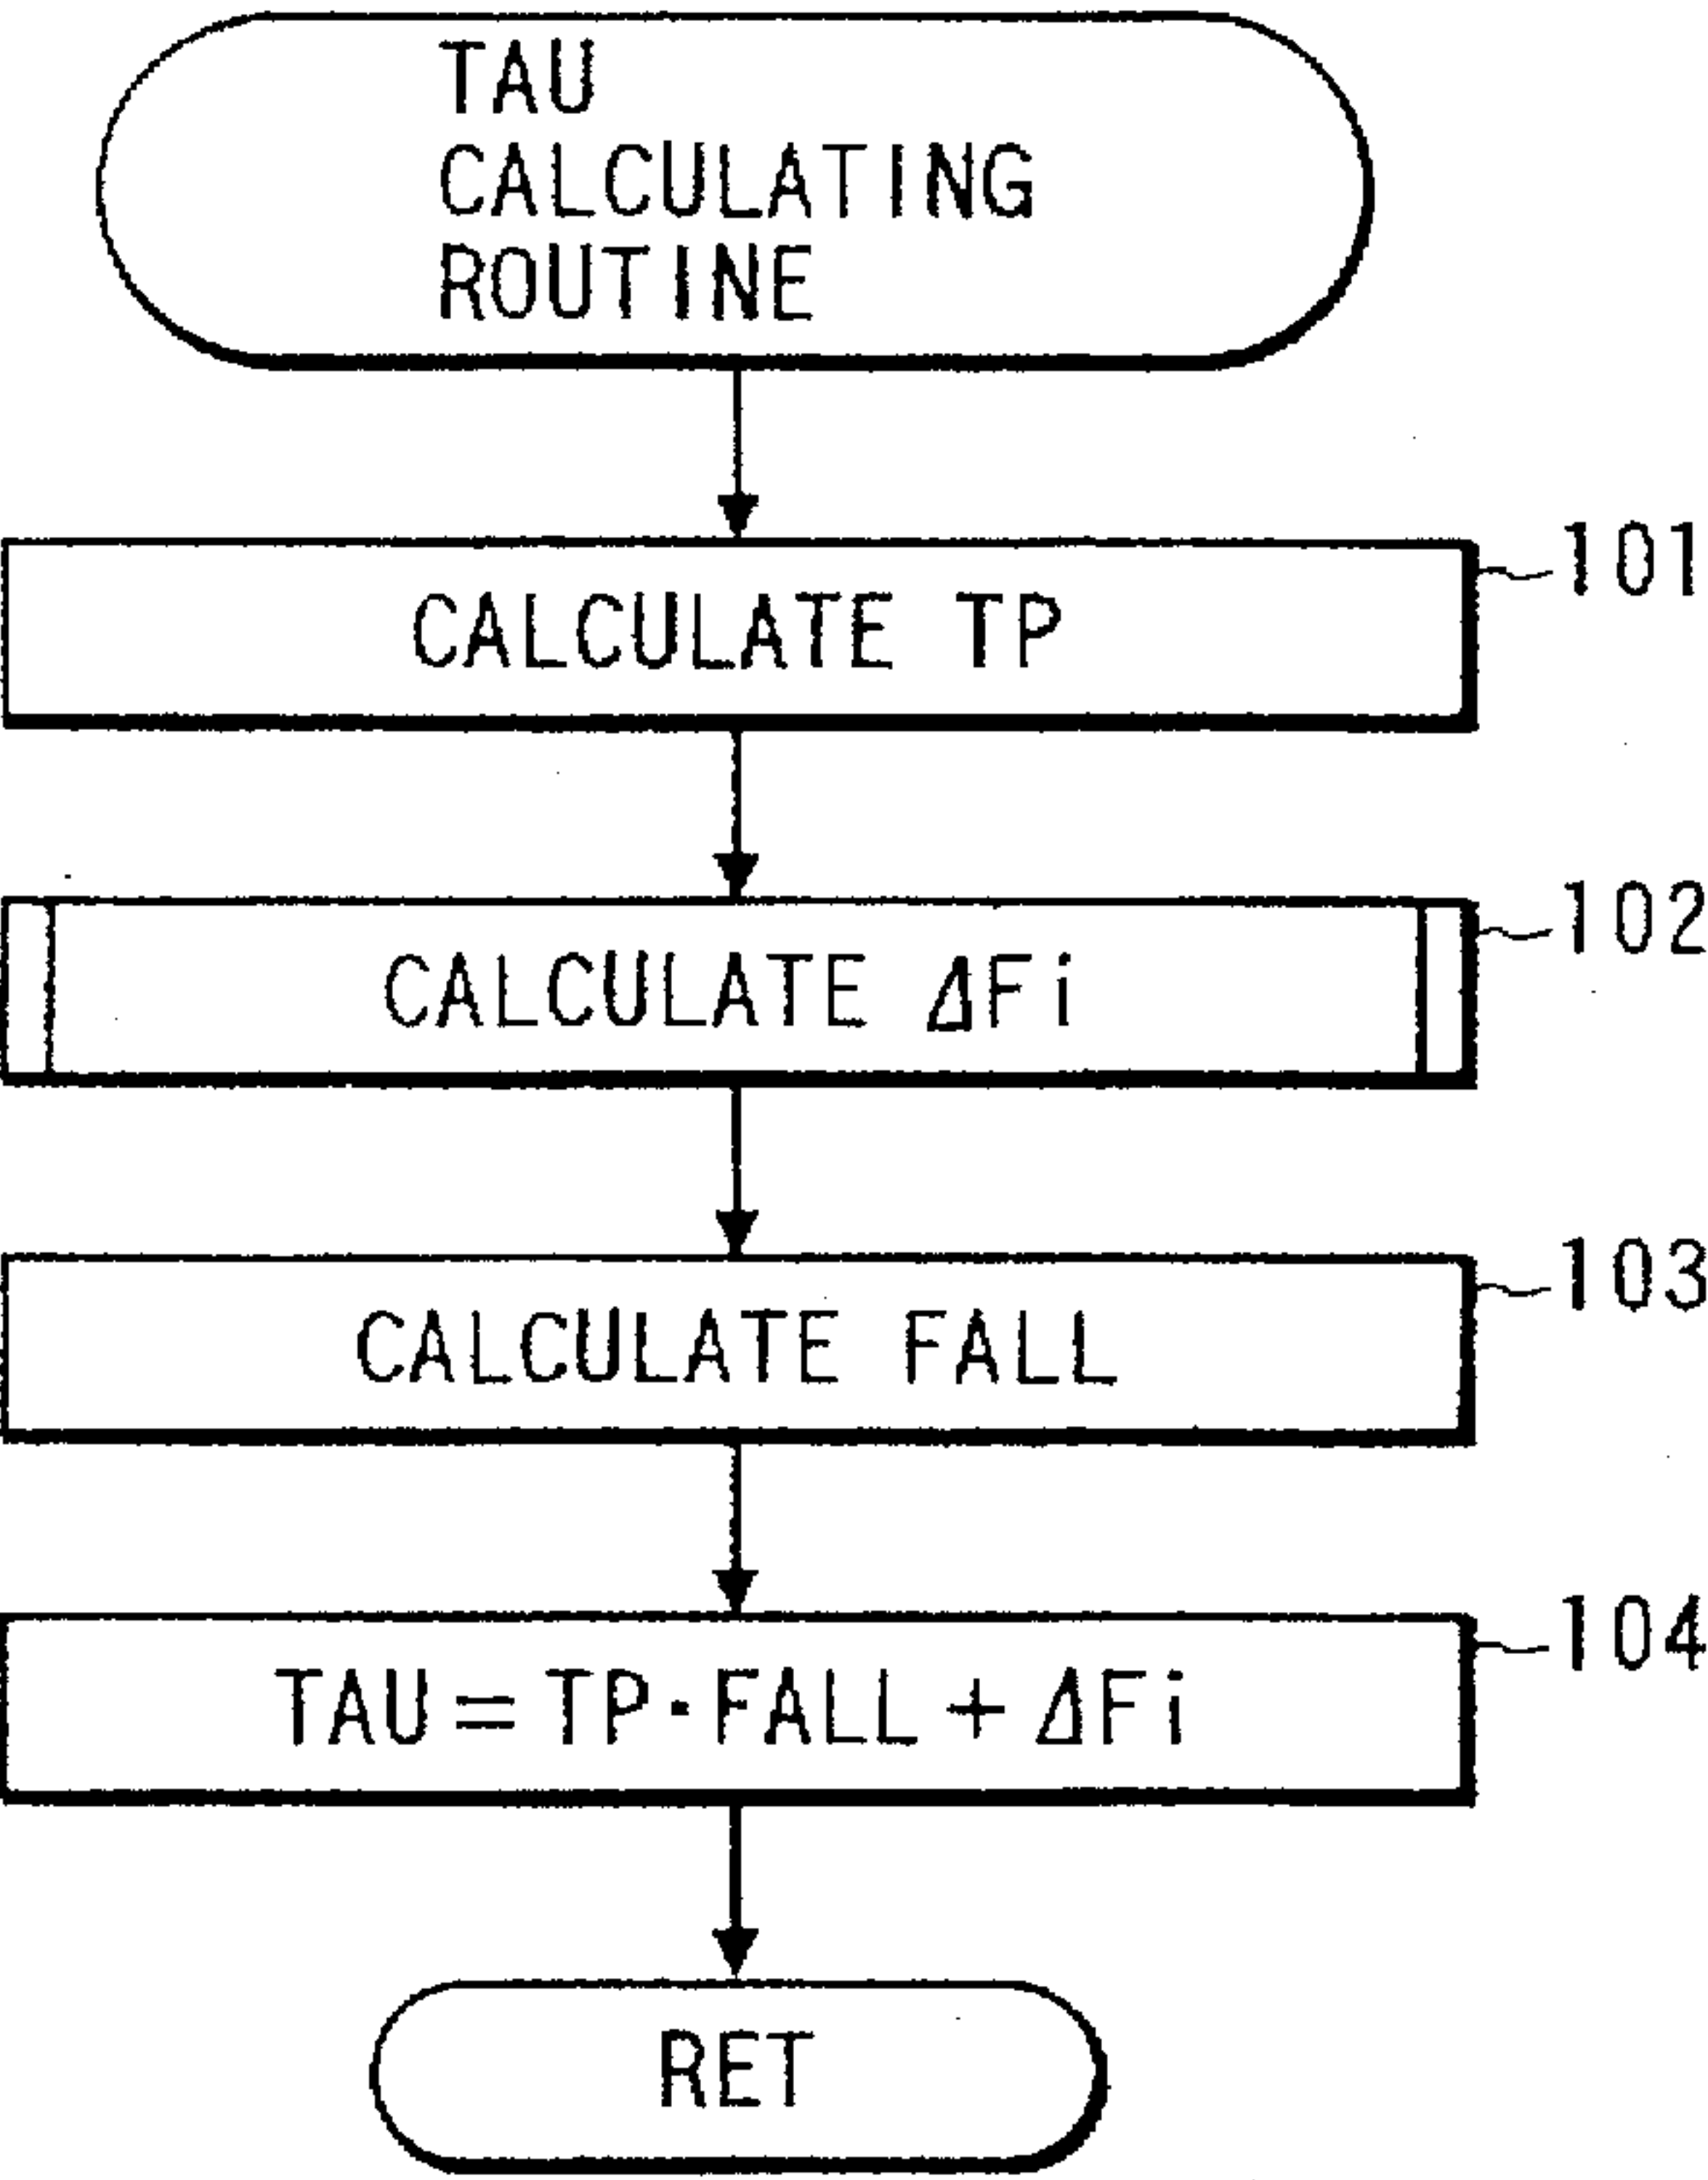 TAU
CALCULATING
ROUTINE
CALCULATE TP
101
CALCULATE ΔFi
102
CALCULATE FALL
103
TAU=TP·FALL+ΔFi
104
RET